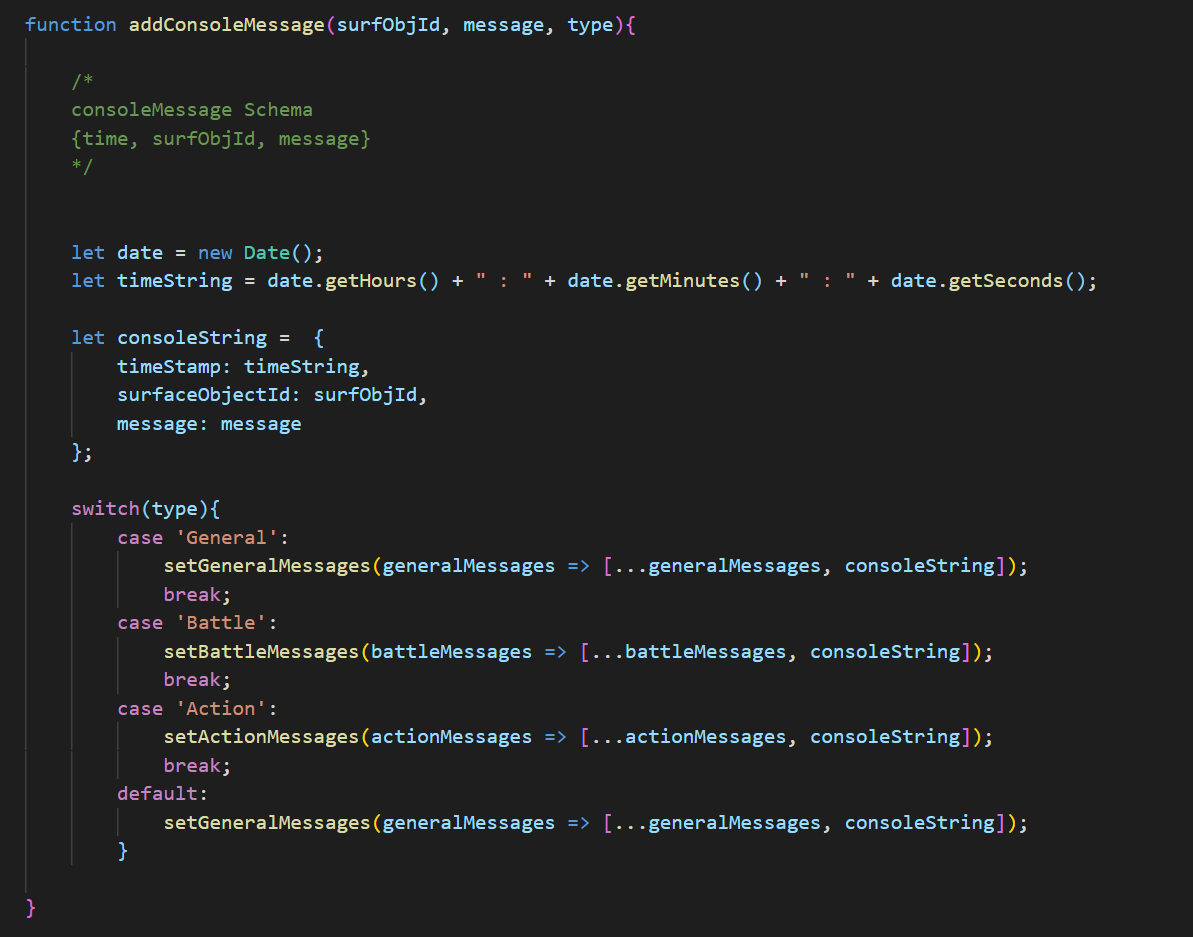 function addConsoleMessage(surfObjId, message, type){
/*
consoleMessage Schema
{time, surfObjId, message}
*/
let date = new Date();
let timeString = date.getHours() + " : " + date.getMinutes() + " : " + date.getSeconds();
let consoleString =  {
timeStamp: timeString,
surfaceObjectId: surfObjId,
message: message
};
switch(type){
case 'General':
setGeneralMessages(generalMessages => [...generalMessages, consoleString]);
break;
case 'Battle':
setBattleMessages(battleMessages => [...battleMessages, consoleString]);
break;
case 'Action':
setActionMessages(actionMessages => [...actionMessages, consoleString]);
break;
default:
setGeneralMessages(generalMessages => [...generalMessages, consoleString]);
}
}